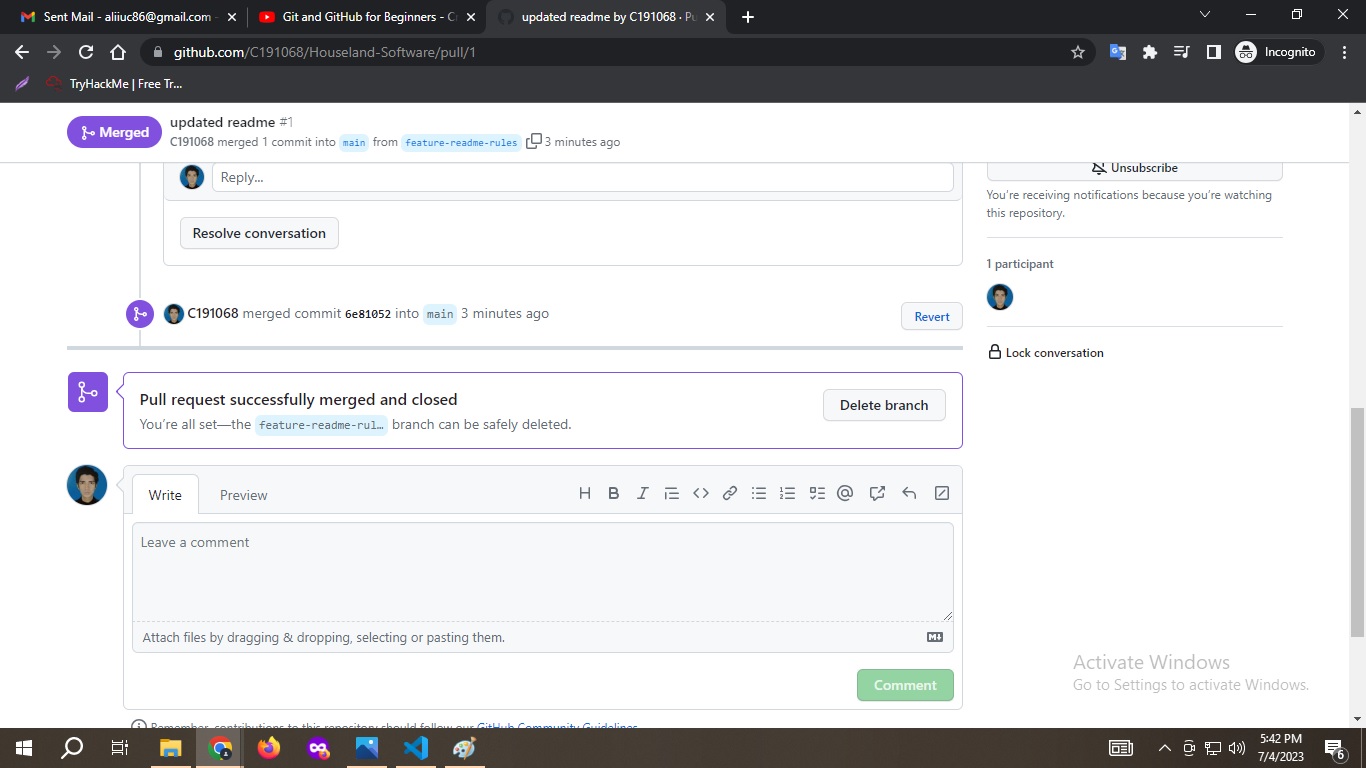 Sent Mail - aliiuc86@gmail.com -
Git and GitHub for Beginners - Cr
updated readme by C191068 · Pu
github.com/C191068/Houseland-Software/pull/1
Incognito
TryHackMe | Free Tr...
Merged
updated readme #1
C191068 merged 1 commit into main from feature-readme-rules 3 minutes ago
Reply...
Resolve conversation
Unsubscribe
You're receiving notifications because you're watching
this repository.
1 participant
Lock conversation
C191068 merged commit 6e81052 into main 3 minutes ago
Revert
Pull request successfully merged and closed
You're all set—the feature-readme-rul… branch can be safely deleted.
Delete branch
Write
Preview
H B I
Leave a comment
Attach files by dragging & dropping, selecting or pasting them.
Comment
Activate Windows
Go to Settings to activate Windows.
Remember, contributions to this repository should follow our GitHub Community Guidelines
5:42 PM
7/4/2023
6